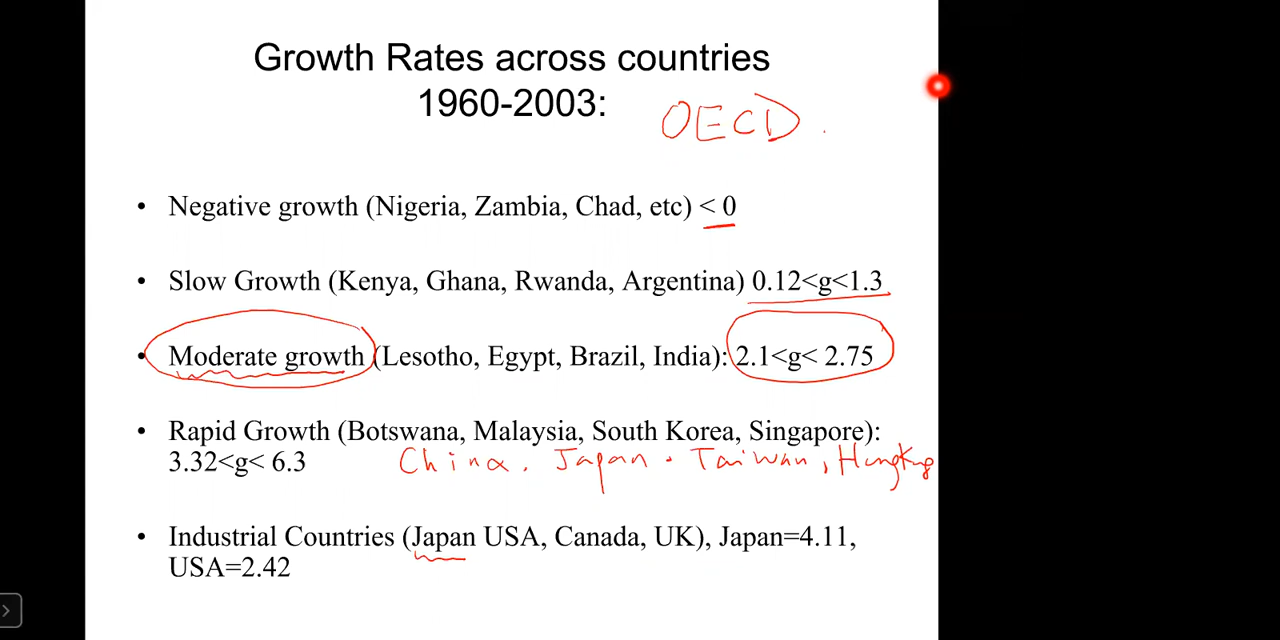 Growth Rates across countries
1960-2003:
OECD
• Negative growth (Nigeria, Zambia, Chad, etc) < 0
• Slow Growth (Kenya, Ghana, Rwanda, Argentina) 0.12<g<1.3
• Moderate growth (Lesotho, Egypt, Brazil, India): 2.1<g< 2.75
• Rapid Growth (Botswana, Malaysia, South Korea, Singapore):
3.32<g< 6.3 China. Japan. Taiwan,
• Industrial Countries (Japan USA, Canada, UK), Japan=4.11,
USA=2.42